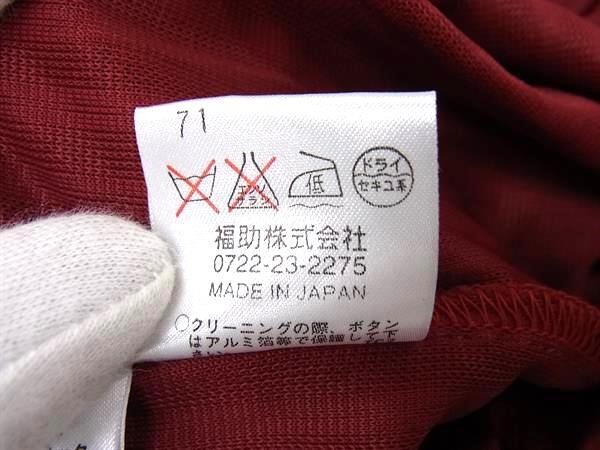 71
エンソ
サラシ
低
ドライ
セキユ系
福助株式会社
0722-23-2275
MADE IN JAPAN
○クリーニングの際、ボタン
はアルミ箔等で保護して下